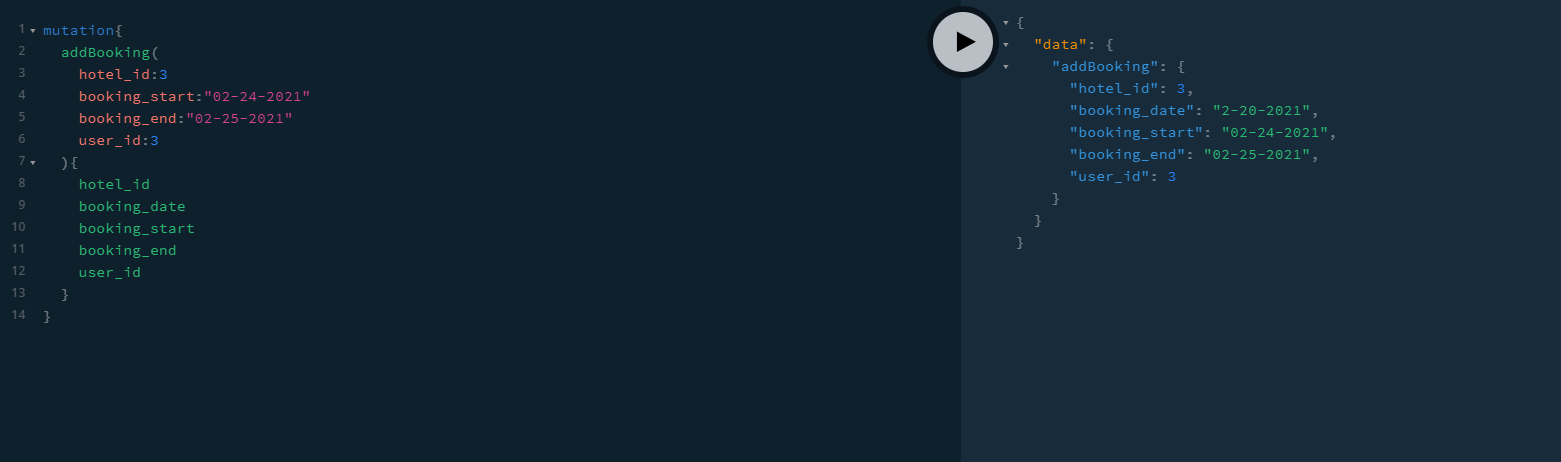 1 mutation{
2 addBooking(
3 hotel_id:3
4 booking_start:"02-24-2021"
5 booking_end:"02-25-2021"
6 user_id:3
7 ){
8 hotel_id
9 booking_date
10 booking_start
11 booking_end
12 user_id
13 }
14 }
{
"data": {
"addBooking": {
"hotel_id": 3,
"booking_date": "2-20-2021",
"booking_start": "02-24-2021",
"booking_end": "02-25-2021",
"user_id": 3
}
}
}